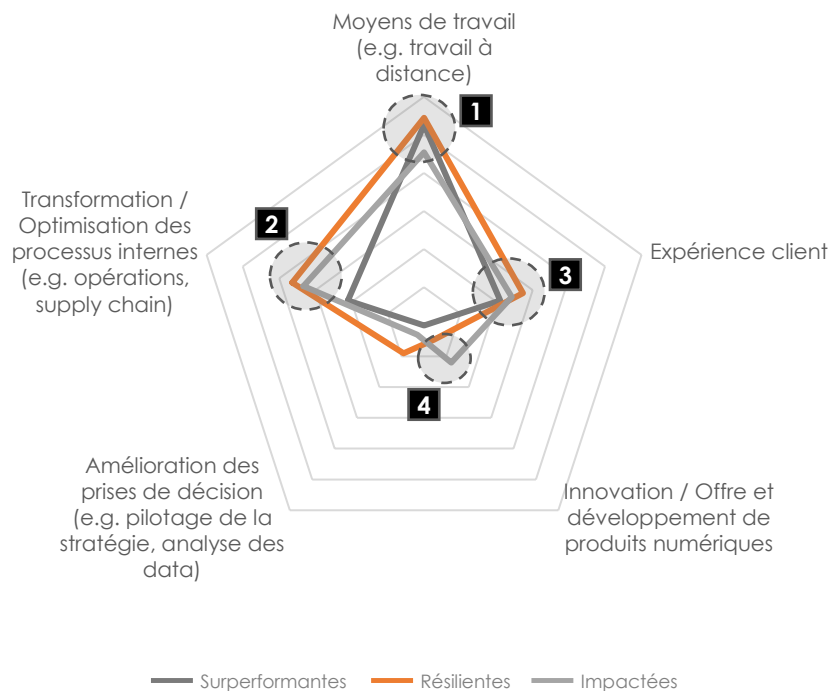 Moyens de travail
(e.g. travail à
distance)
1
Transformation /
Optimisation des
processus internes
(e.g. opérations,
supply chain)
2
Expérience client
3
4
Amélioration des
prises de décision
(e.g. pilotage de la
stratégie, analyse des
data)
Innovation / Offre et
développement de
produits numériques
Surperformantes
Résilientes
Impactées